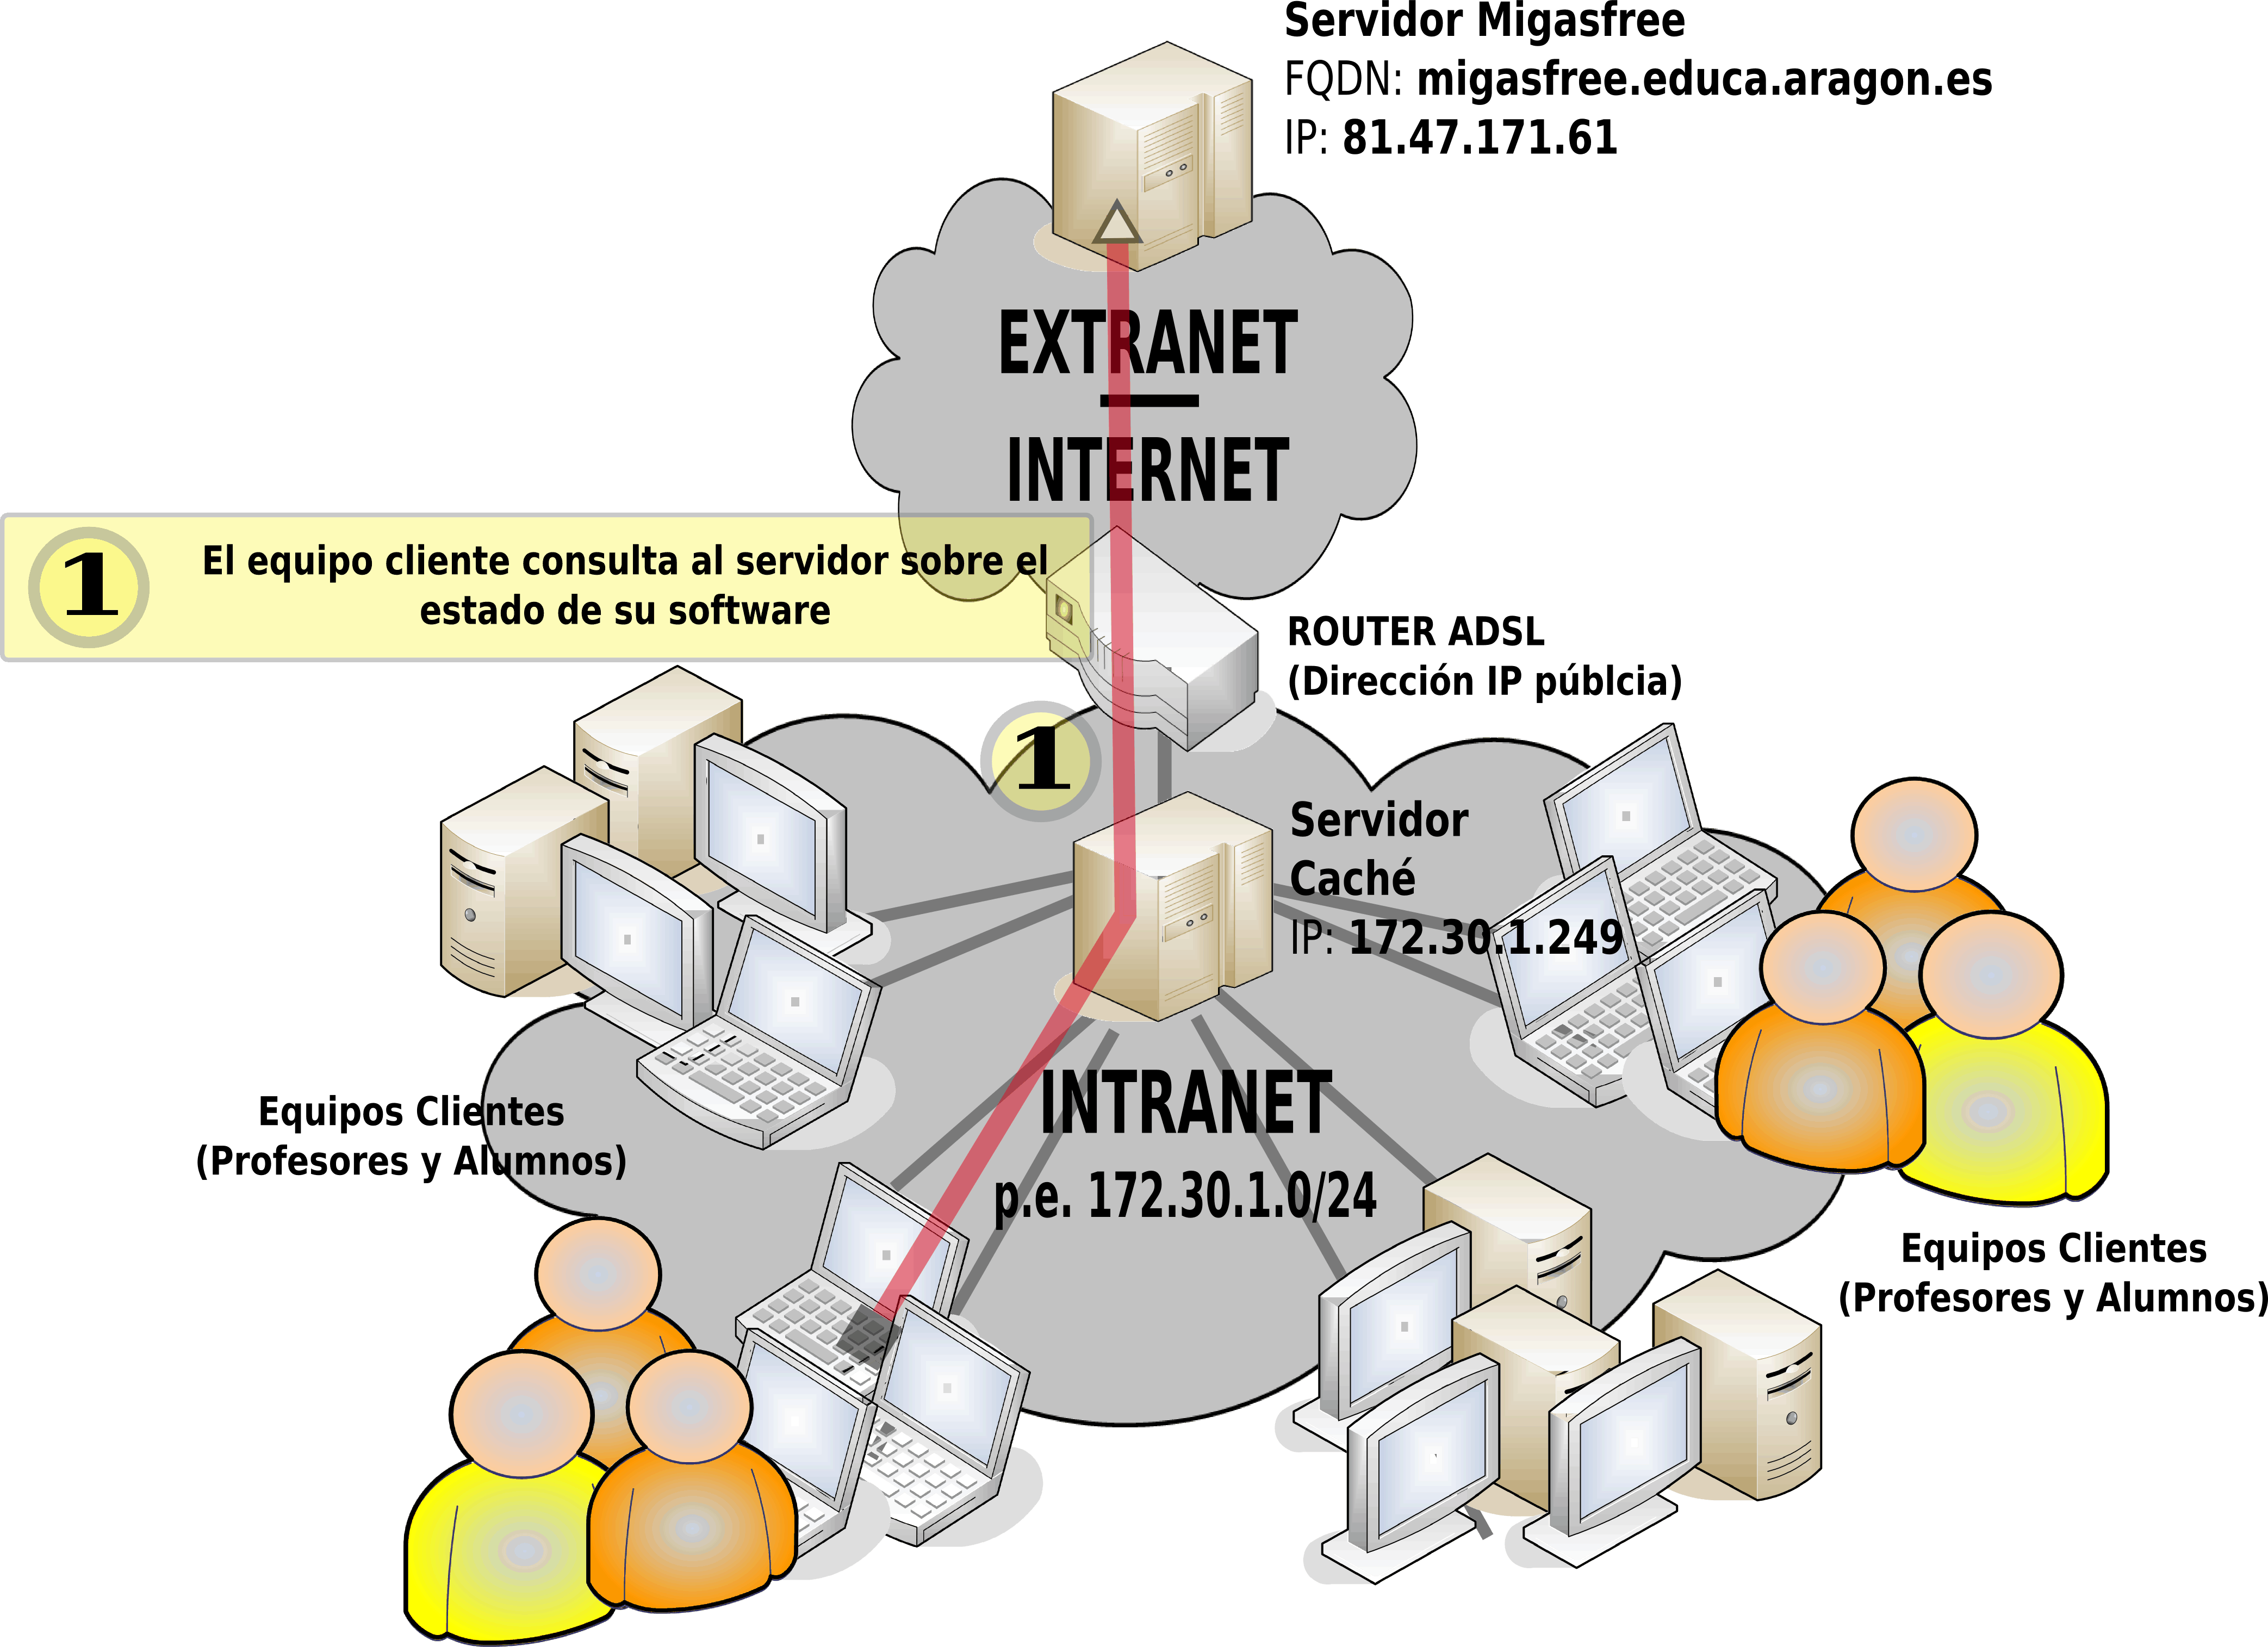 Servidor Migasfree
FQDN: migasfree.educa.aragon.es
IP: 81.47.171.61
EXTRANET
INTERNET
1
El equipo cliente consulta al servidor sobre el
estado de su software
ROUTER ADSL
(Dirección IP públcia)
1
Servidor
Caché
IP: 172.30.1.249
INTRANET
p.e. 172.30.1.0/24
Equipos Clientes
(Profesores y Alumnos)
Equipos Clientes
(Profesores y Alumnos)